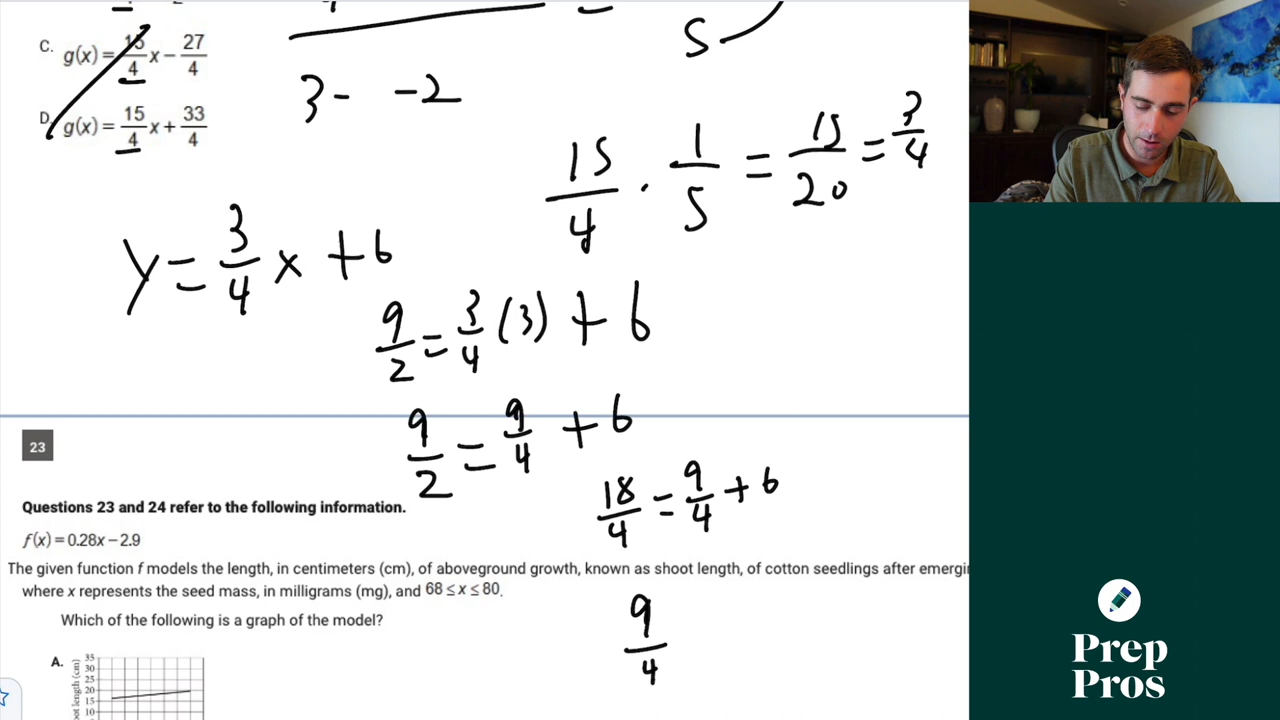 C. g(x) = 15/4 x − 27/4
3 - -2
5
D. g(x) = 15/4 x + 33/4
15/4 · 1/5 = 15/20 = 3/4
y = 3/4 x + 6
9/2 = 3/4 (3) + 6
9/2 = 9/4 + 6
18/4 = 9/4 + 6
9/4
23
Questions 23 and 24 refer to the following information.
f(x) = 0.28x − 2.9
The given function f models the length, in centimeters (cm), of aboveground growth, known as shoot length, of cotton seedlings after
where x represents the seed mass, in milligrams (mg), and 68 ≤ x ≤ 80.
Which of the following is a graph of the model?
A.
length (cm)
35
30
25
20
15
10
Prep
Pros